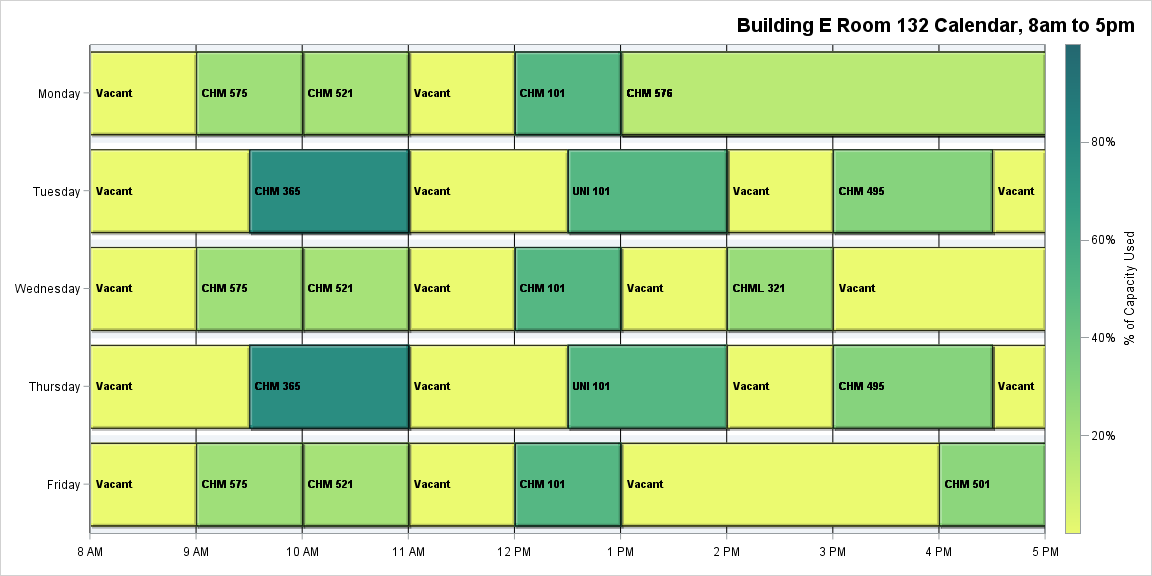 Building E Room 132 Calendar, 8am to 5pm
Monday
Vacant
CHM 575
CHM 521
Vacant
CHM 101
CHM 576
Tuesday
Vacant
CHM 365
Vacant
UNI 101
Vacant
CHM 495
Vacant
Wednesday
Vacant
CHM 575
CHM 521
Vacant
CHM 101
Vacant
CHML 321
Vacant
Thursday
Vacant
CHM 365
Vacant
UNI 101
Vacant
CHM 495
Vacant
Friday
Vacant
CHM 575
CHM 521
Vacant
CHM 101
Vacant
CHM 501
8 AM
9 AM
10 AM
11 AM
12 PM
1 PM
2 PM
3 PM
4 PM
5 PM
80%
60%
40%
20%
% of Capacity Used